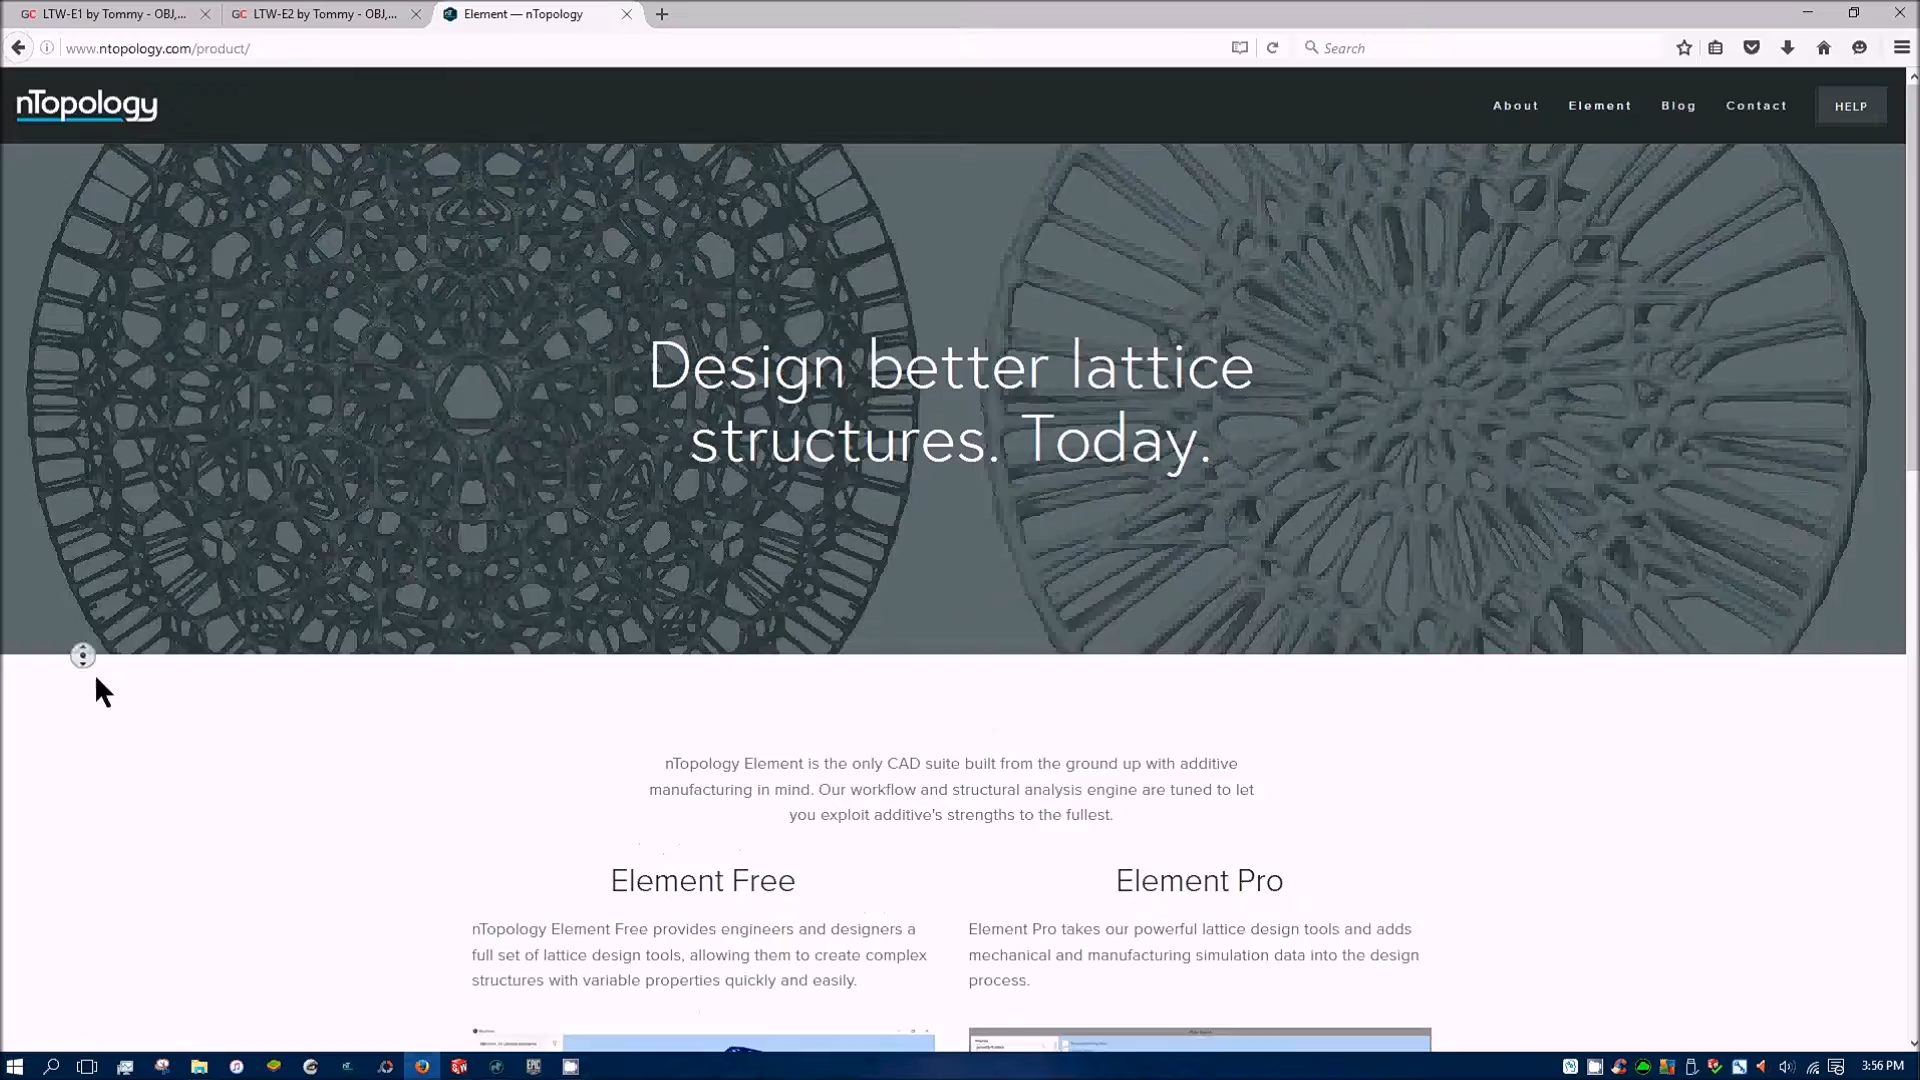 GC LTW-E1 by Tommy - OBJ,...
GC LTW-E2 by Tommy - OBJ,...
Element — nTopology
www.ntopology.com/product/
Search
nTopology
About
Element
Blog
Contact
HELP
Design better lattice
structures. Today.
nTopology Element is the only CAD suite built from the ground up with additive
manufacturing in mind. Our workflow and structural analysis engine are tuned to let
you exploit additive's strengths to the fullest.
Element Free
nTopology Element Free provides engineers and designers a
full set of lattice design tools, allowing them to create complex
structures with variable properties quickly and easily.
Element Pro
Element Pro takes our powerful lattice design tools and adds
mechanical and manufacturing simulation data into the design
process.
3:56 PM